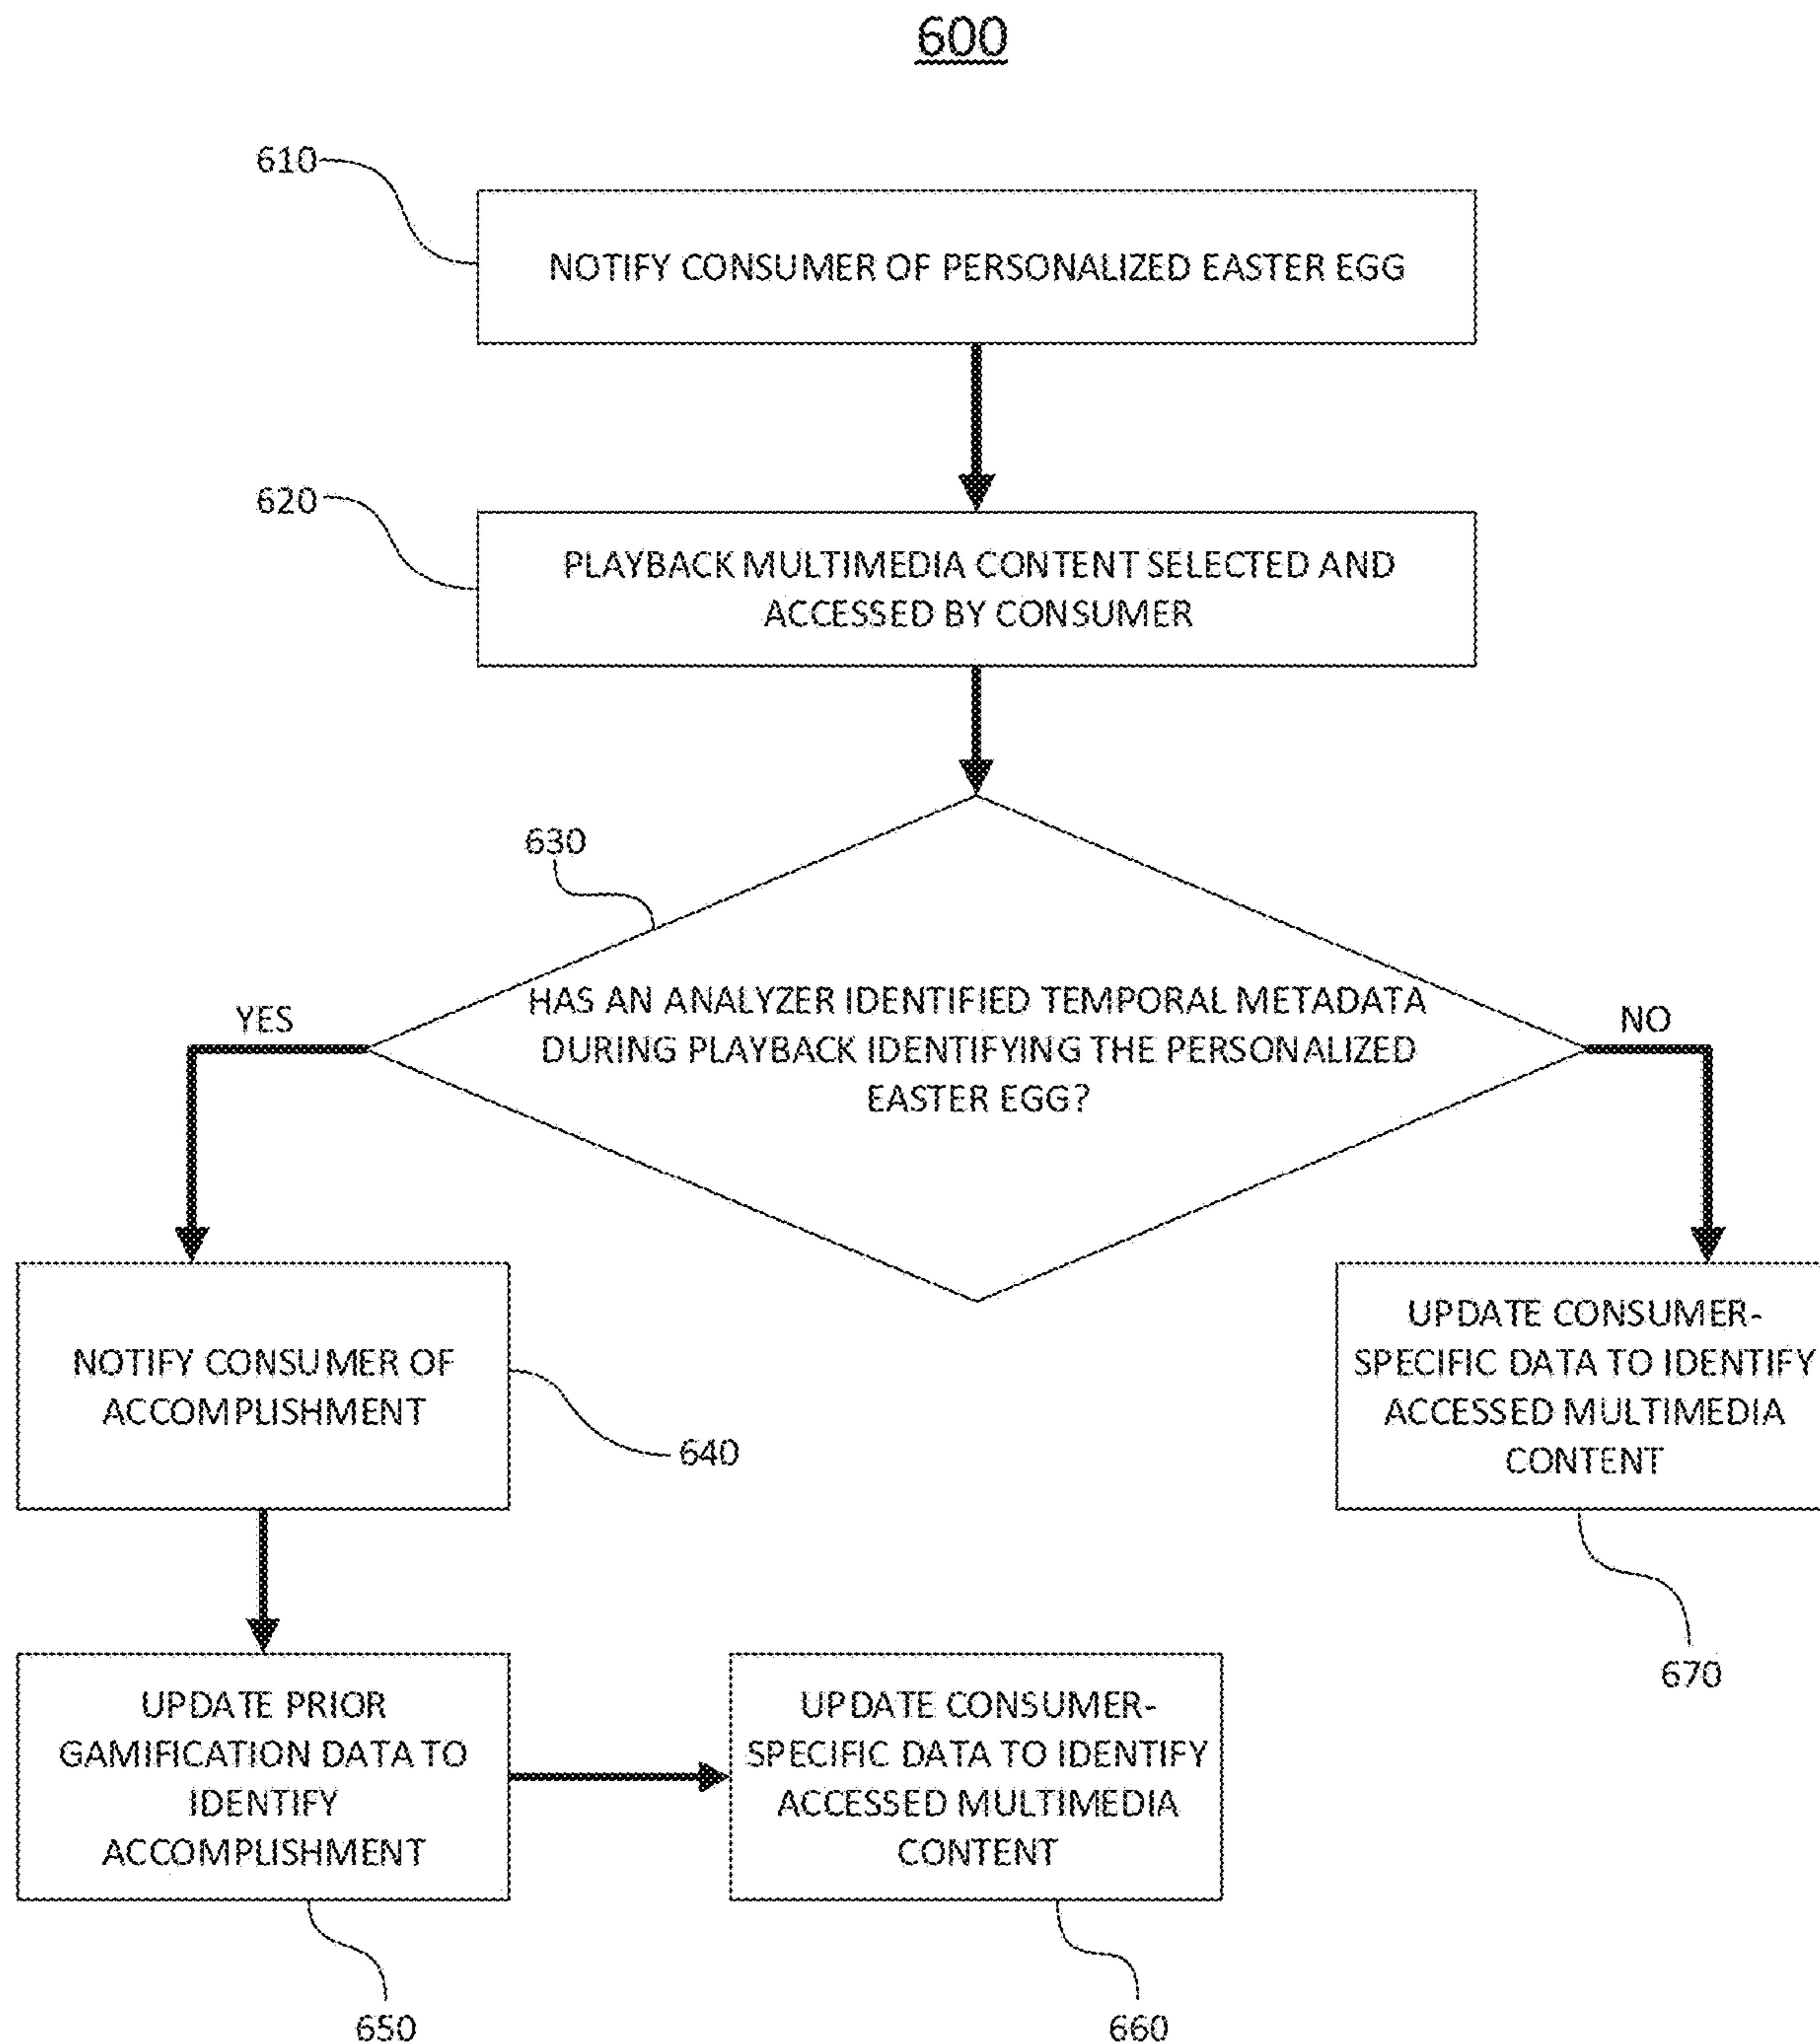 600
610
NOTIFY CONSUMER OF PERSONALIZED EASTER EGG
620
PLAYBACK MULTIMEDIA CONTENT SELECTED AND
ACCESSED BY CONSUMER
630
HAS AN ANALYZER IDENTIFIED TEMPORAL METADATA
DURING PLAYBACK IDENTIFYING THE PERSONALIZED
EASTER EGG?
YES
NO
NOTIFY CONSUMER OF
ACCOMPLISHMENT
640
UPDATE CONSUMER-
SPECIFIC DATA TO IDENTIFY
ACCESSED MULTIMEDIA
CONTENT
670
UPDATE PRIOR
GAMIFICATION DATA TO
IDENTIFY
ACCOMPLISHMENT
650
UPDATE CONSUMER-
SPECIFIC DATA TO IDENTIFY
ACCESSED MULTIMEDIA
CONTENT
660